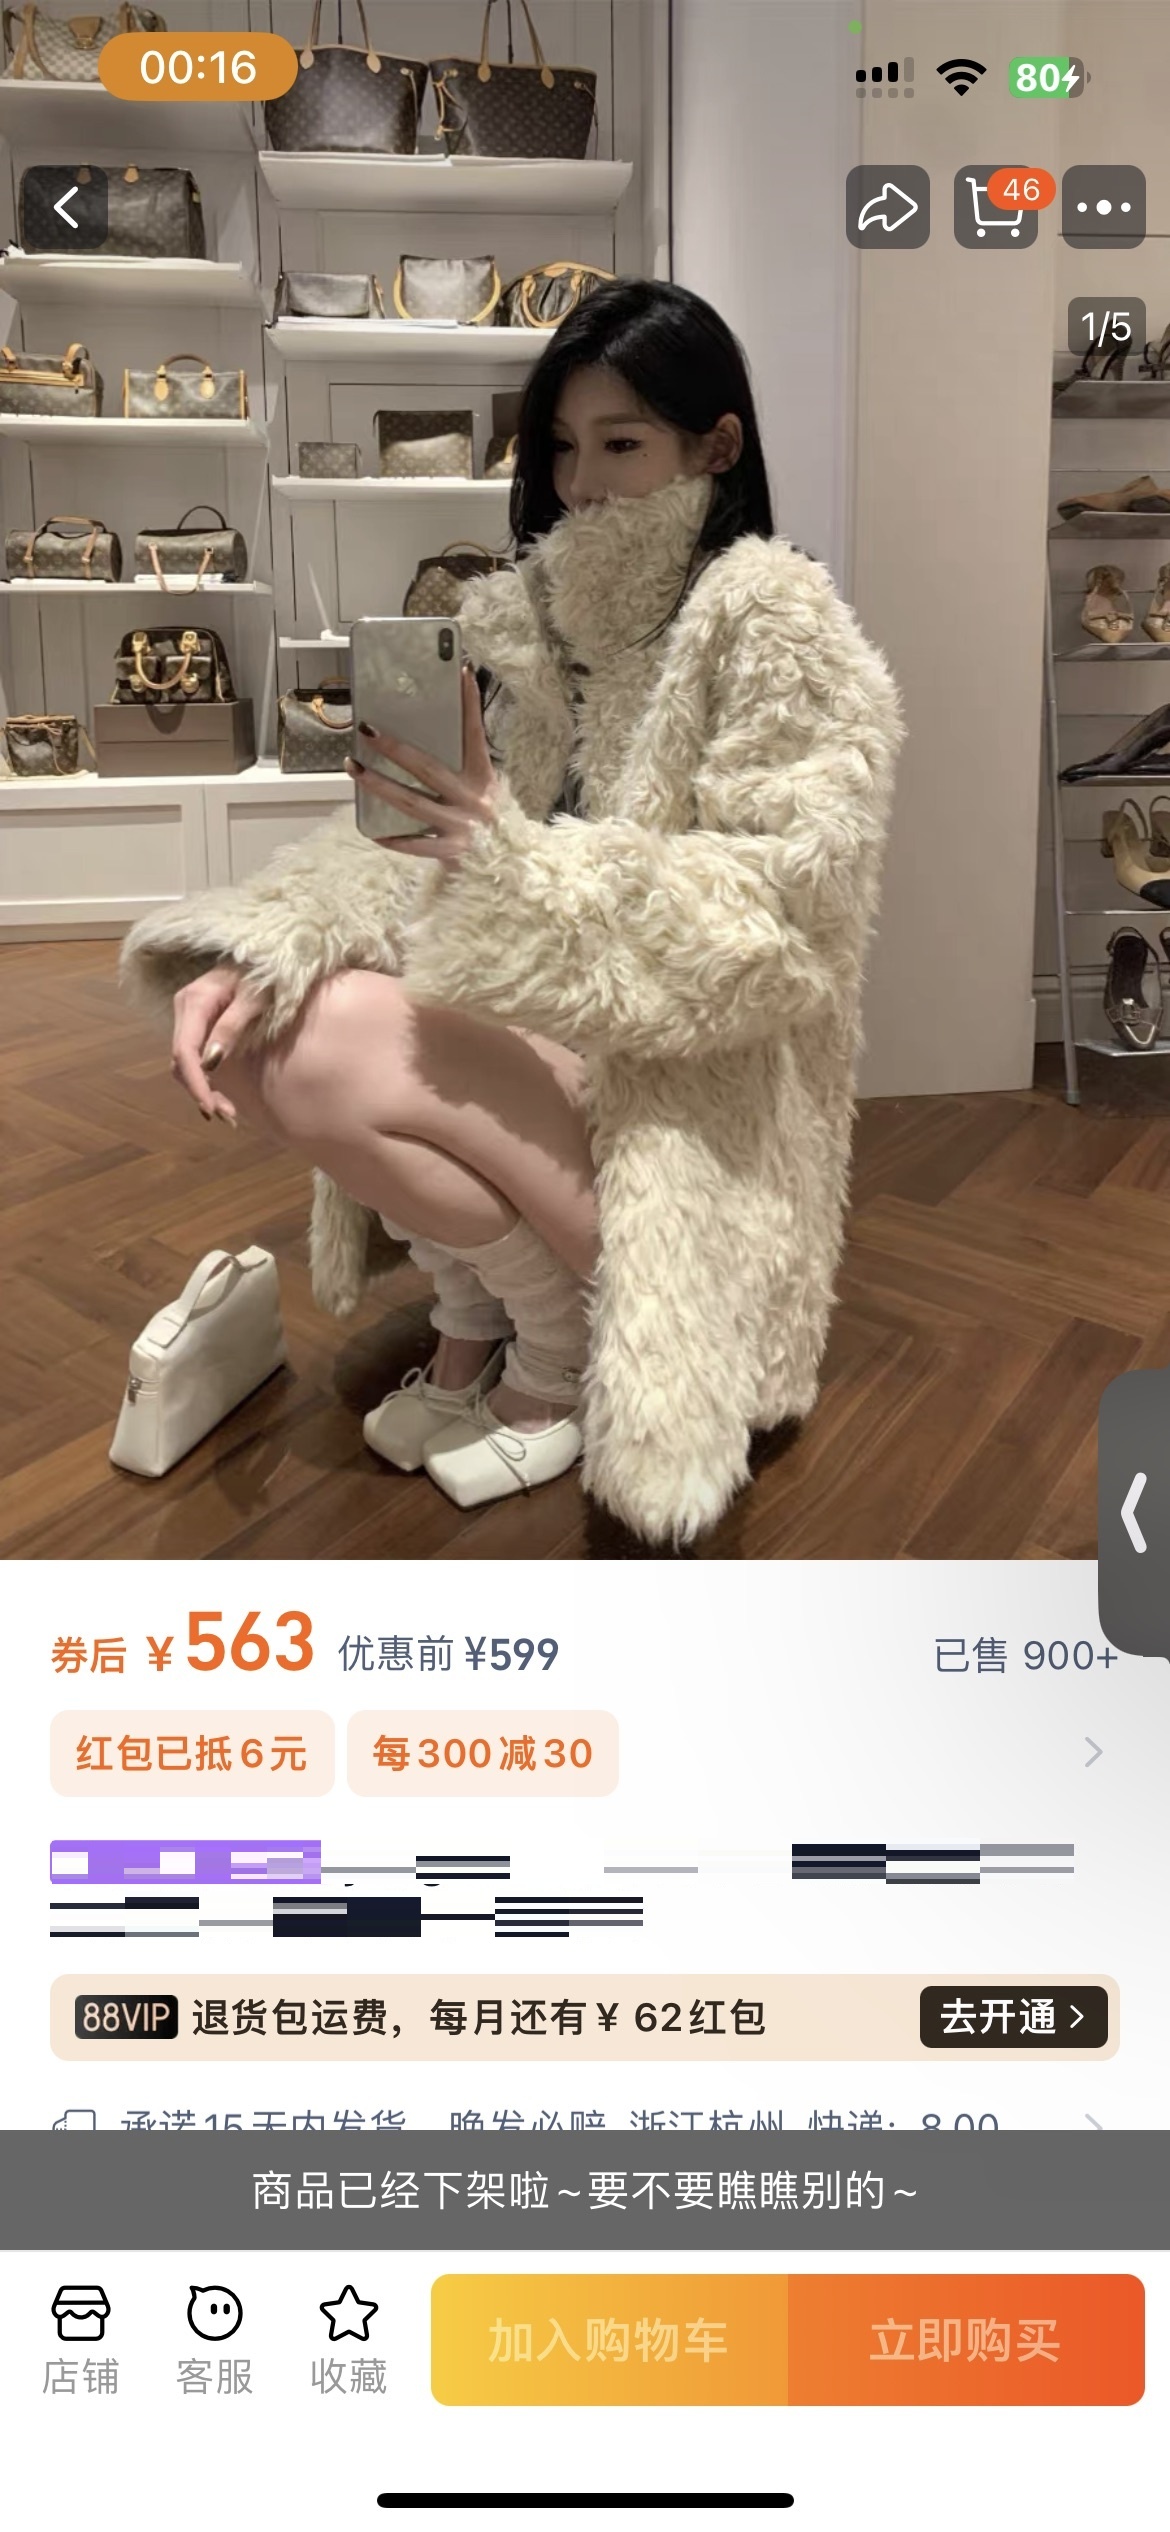 00:16
80
46
1/5
券后 ¥563 优惠前 ¥599 已售 900+
红包已抵6元 每300减30
88VIP 退货包运费，每月还有¥ 62红包 去开通
承诺15天内发货 晚发必赔 浙江杭州 快递: 8.00
商品已经下架啦~要不要瞧瞧别的~
店铺 客服 收藏 加入购物车 立即购买